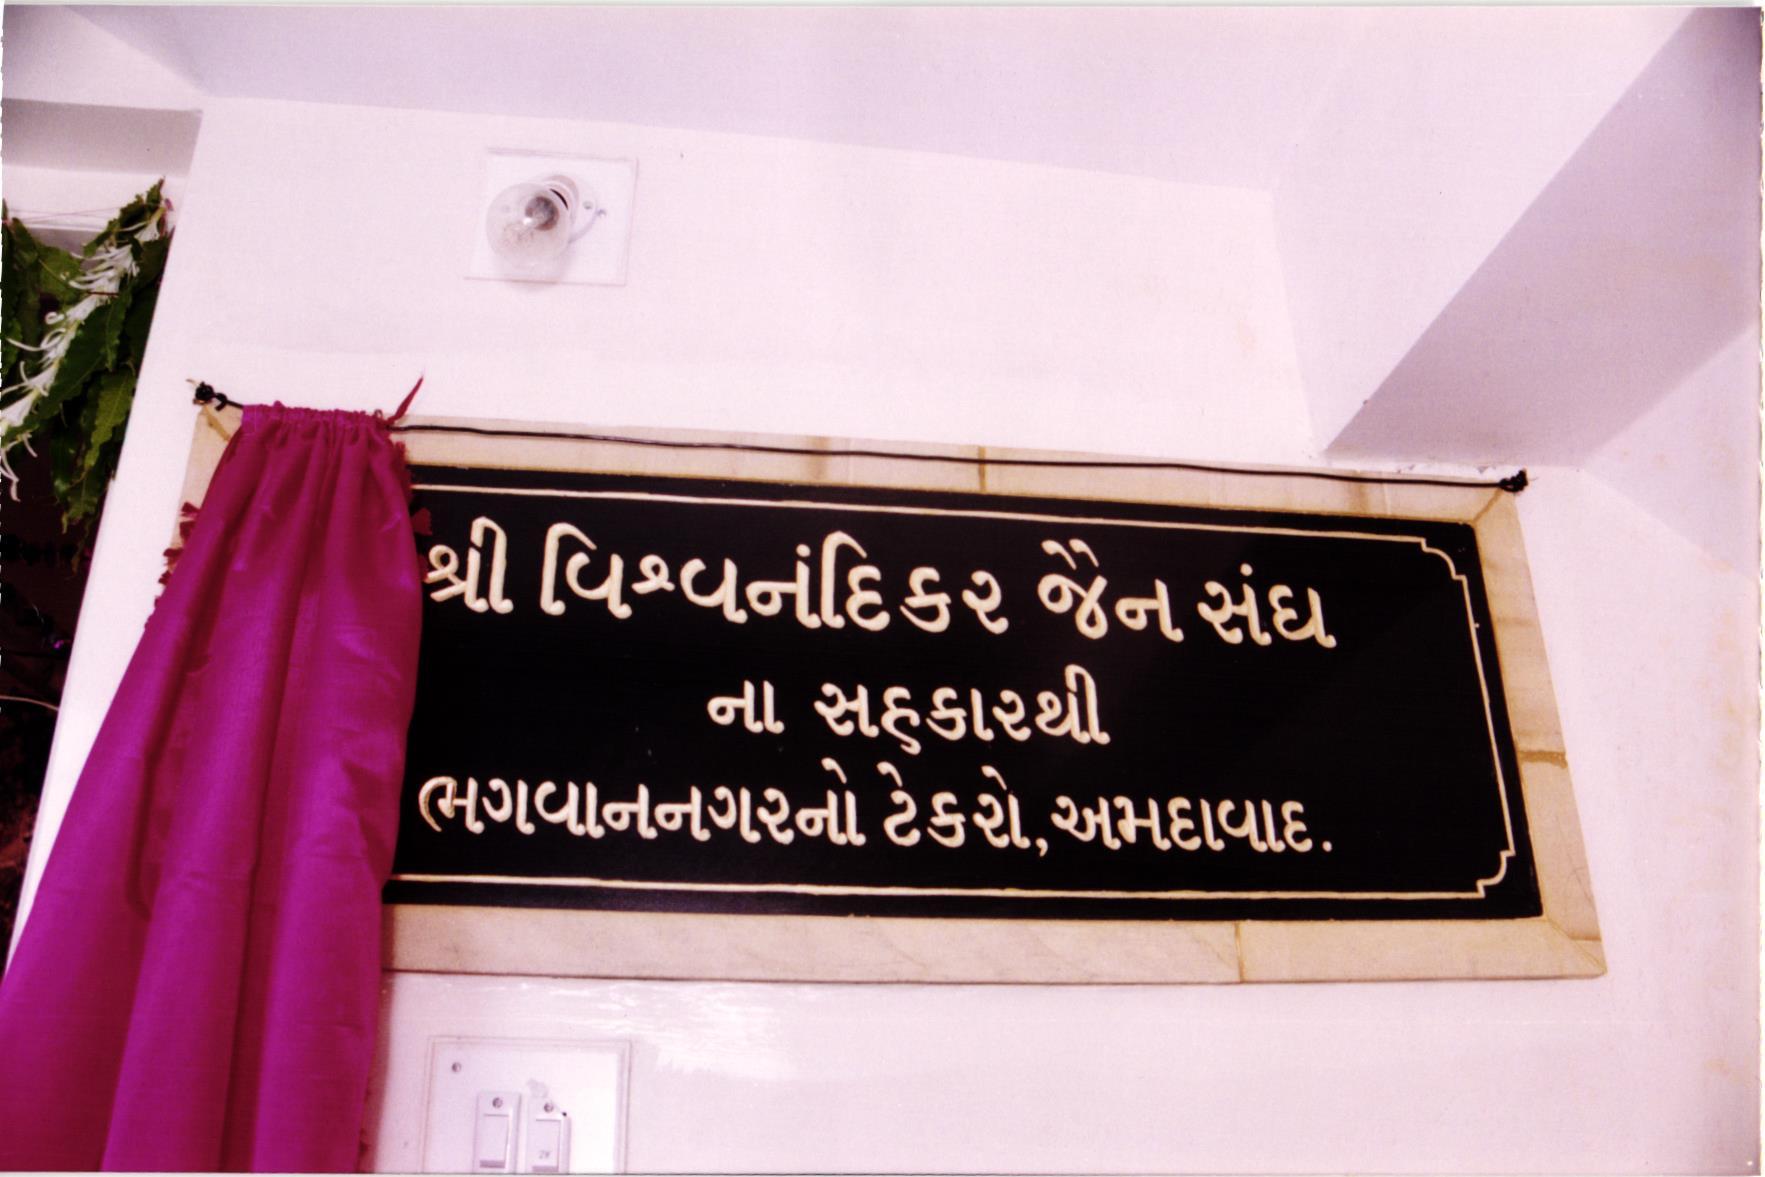 શ્રી વિશ્વનંદિકર જૈન સંઘ
ના સહકારથી
ભગવાનનગરનો ટેકરો, અમદાવાદ.